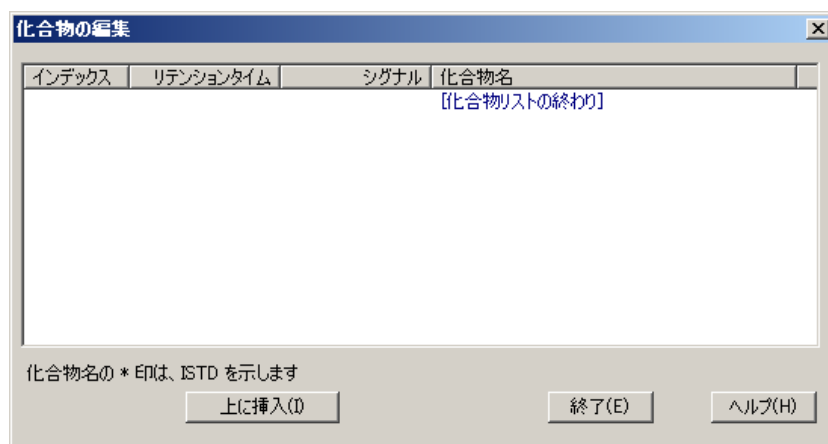 化合物の編集
インデックス リテンションタイム シグナル 化合物名
[化合物リストの終わり]
化合物名の * 印は、ISTD を示します
上に挿入(I) 終了(E) ヘルプ(H)